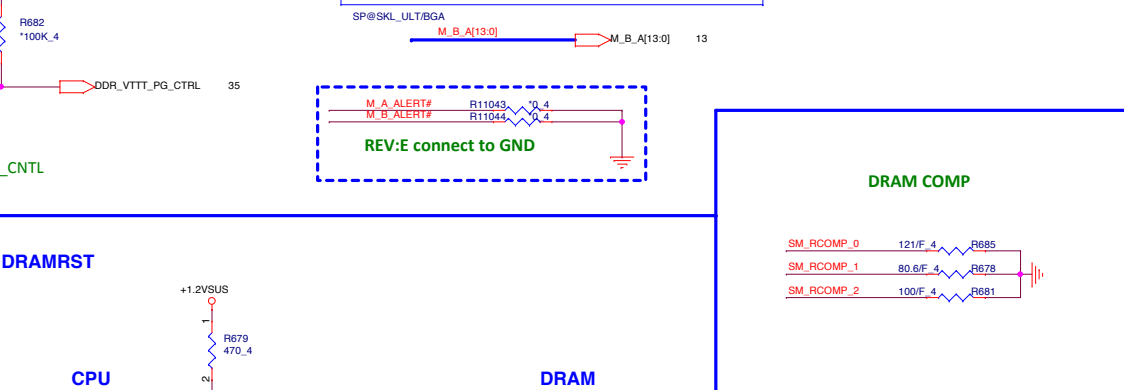 R682
*100K_4
SP@SKL_ULT/BGA
M_B_A[13:0]
M_B_A[13:0] 13
DDR_VTTT_PG_CTRL 35
M_A_ALERT# R11043 *0_4
M_B_ALERT# R11044 *0_4
REV:E connect to GND
_CNTL
DRAM COMP
SM_RCOMP_0 121/F_4 R685
SM_RCOMP_1 80.6/F_4 R678
SM_RCOMP_2 100/F_4 R681
DRAMRST
+1.2VSUS
1
R679
470_4
2
CPU
DRAM